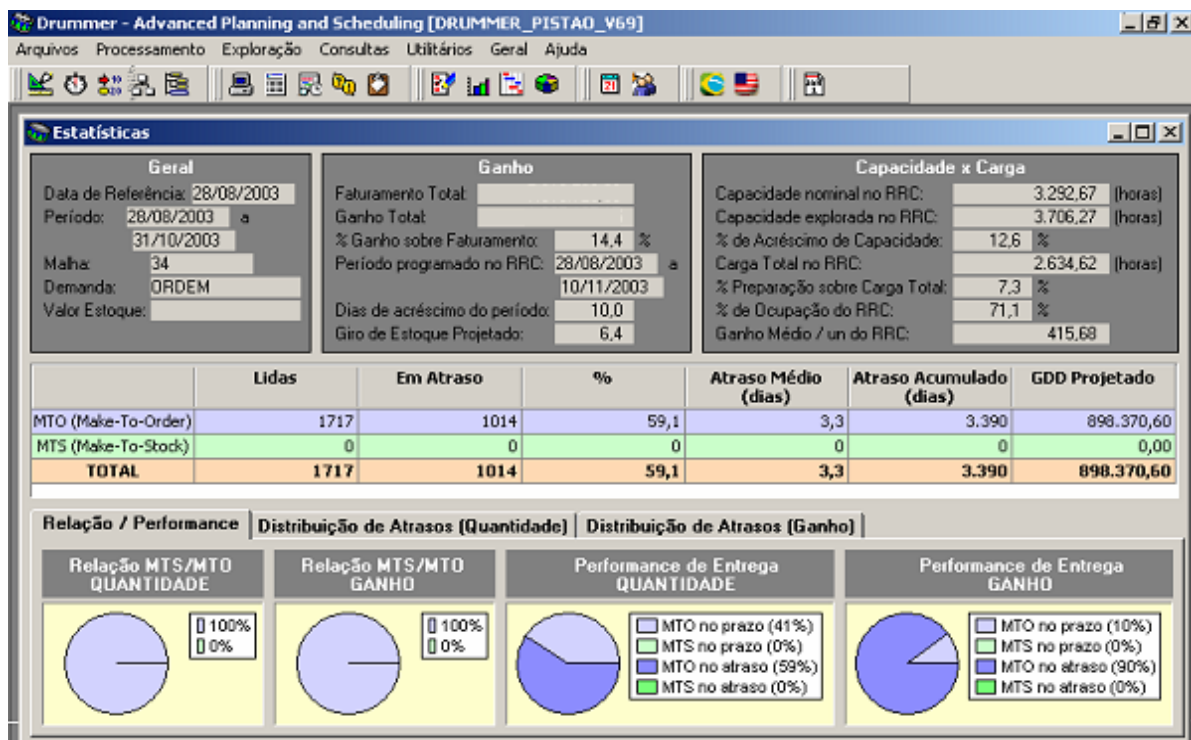 Drummer - Advanced Planning and Scheduling [DRUMMER_PISTAO_V69]
Arquivos Processamento Exploração Consultas Utilitários Geral Ajuda
Estatísticas
Geral
Data de Referência: 28/08/2003
Período: 28/08/2003 a
31/10/2003
Malha: 34
Demanda: ORDEM
Valor Estoque:
Ganho
Faturamento Total:
Ganho Total:
% Ganho sobre Faturamento: 14,4 %
Período programado no RRC: 28/08/2003 a
10/11/2003
Dias de acréscimo do período: 10,0
Giro de Estoque Projetado: 6,4
Capacidade x Carga
Capacidade nominal no RRC: 3.292,67 (horas)
Capacidade explorada no RRC: 3.706,27 (horas)
% de Acréscimo de Capacidade: 12,6 %
Carga Total no RRC: 2.634,62 (horas)
% Preparação sobre Carga Total: 7,3 %
% de Ocupação do RRC: 71,1 %
Ganho Médio / un do RRC: 415,68
Lidas Em Atraso % Atraso Médio (dias) Atraso Acumulado (dias) GDD Projetado
MTO (Make-To-Order) 1717 1014 59,1 3,3 3.390 898.370,60
MTS (Make-To-Stock) 0 0 0 0 0 0,00
TOTAL 1717 1014 59,1 3,3 3.390 898.370,60
Relação / Performance Distribuição de Atrasos (Quantidade) Distribuição de Atrasos (Ganho)
Relação MTS/MTO
QUANTIDADE
100%
0%
Relação MTS/MTO
GANHO
100%
0%
Performance de Entrega
QUANTIDADE
MTO no prazo (41%)
MTS no prazo (0%)
MTO no atraso (59%)
MTS no atraso (0%)
Performance de Entrega
GANHO
MTO no prazo (10%)
MTS no prazo (0%)
MTO no atraso (90%)
MTS no atraso (0%)